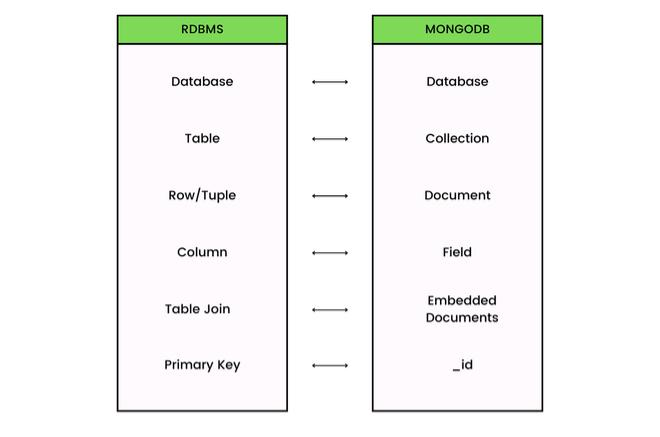 RDBMS
MONGODB
Database
Database
Table
Collection
Row/Tuple
Document
Column
Field
Table Join
Embedded
Documents
Primary Key
_id